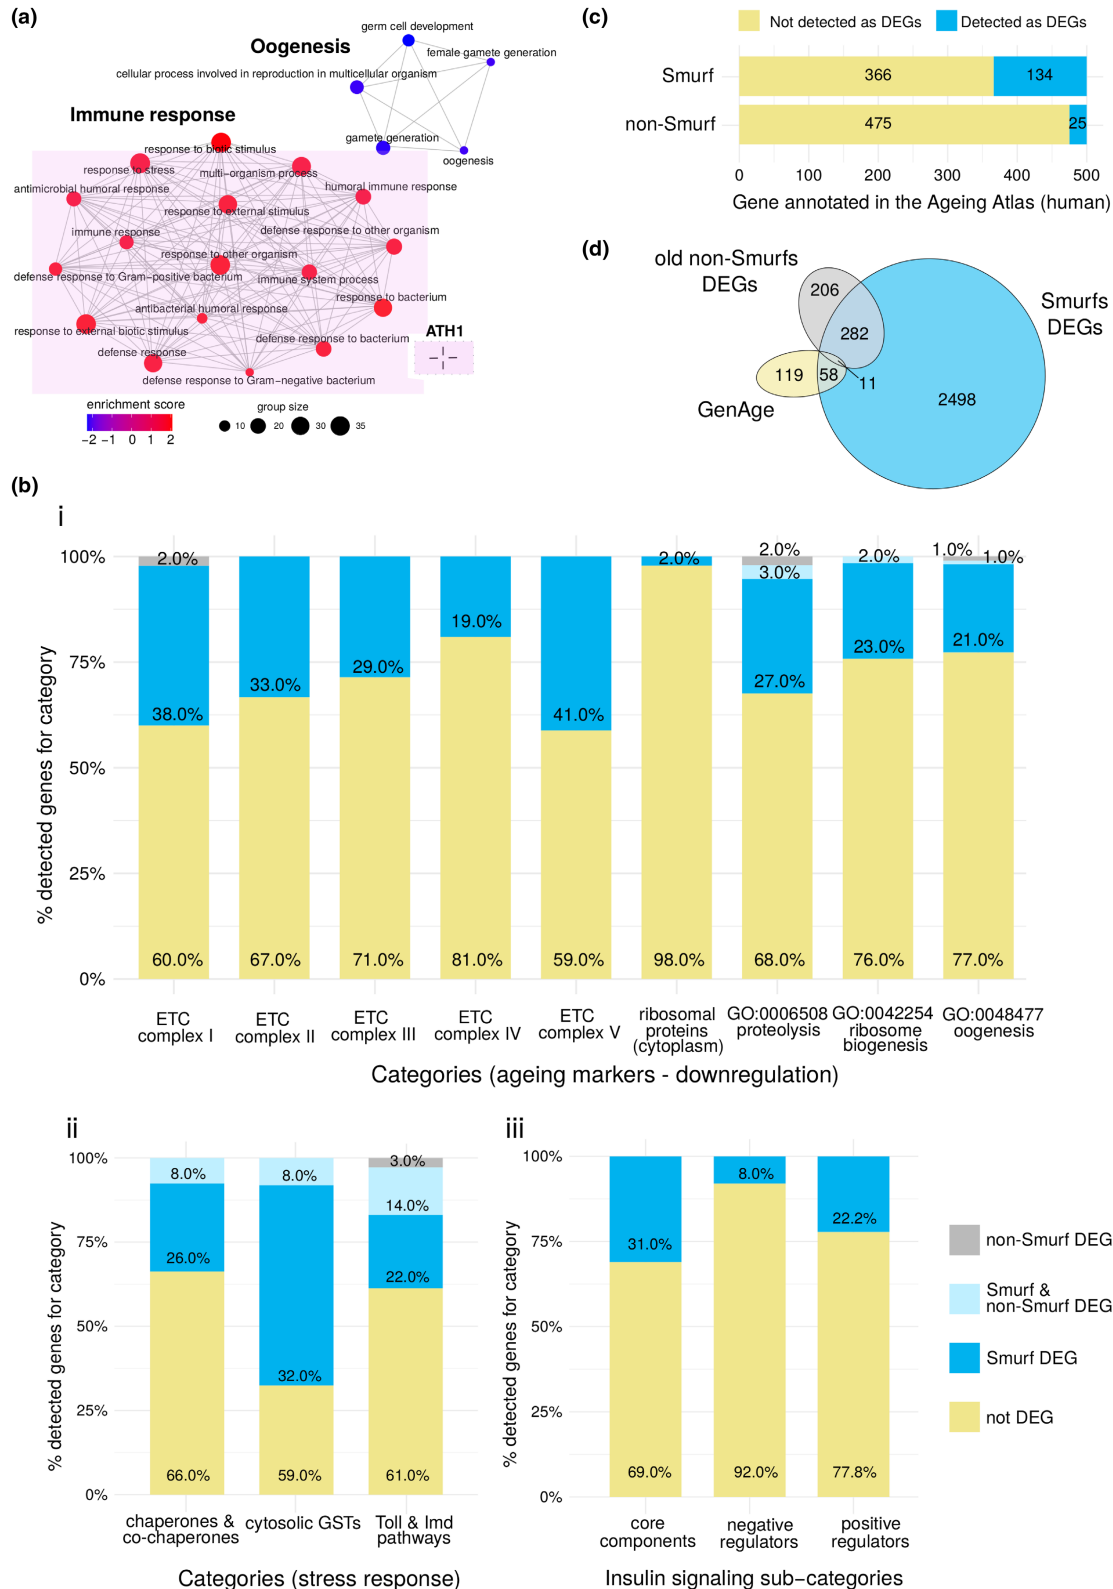 (a)
Oogenesis
germ cell development
female gamete generation
cellular process involved in reproduction in multicellular organism
gamete generation
oogenesis
Immune response
response to biotic stimulus
response to stress
multi-organism process
antimicrobial humoral response
humoral immune response
response to external stimulus
immune response
defense response to other organism
response to other organism
defense response to Gram-positive bacterium
immune system process
response to bacterium
antibacterial humoral response
response to external biotic stimulus
defense response to bacterium
defense response
defense response to Gram-negative bacterium
ATH1
enrichment score
−2 −1 0 1 2
group size
10 20 30 35
(c)
Not detected as DEGs
Detected as DEGs
Smurf
366
134
non-Smurf
475
25
0 100 200 300 400 500
Gene annotated in the Ageing Atlas (human)
(d)
old non-Smurfs
DEGs
206
282
Smurfs
DEGs
119
58
11
2498
GenAge
(b)
i
% detected genes for category
100%
75%
50%
25%
0%
2.0%
38.0%
60.0%
33.0%
67.0%
29.0%
71.0%
19.0%
81.0%
41.0%
59.0%
2.0%
98.0%
2.0%
3.0%
27.0%
68.0%
2.0%
23.0%
76.0%
1.0%
1.0%
21.0%
77.0%
ETC
complex I
ETC
complex II
ETC
complex III
ETC
complex IV
ETC
complex V
ribosomal
proteins
(cytoplasm)
GO:0006508
proteolysis
GO:0042254
ribosome
biogenesis
GO:0048477
oogenesis
Categories (ageing markers - downregulation)
ii
% detected genes for category
100%
75%
50%
25%
0%
8.0%
26.0%
66.0%
8.0%
32.0%
59.0%
3.0%
14.0%
22.0%
61.0%
chaperones &
co-chaperones
cytosolic GSTs
Toll & Imd
pathways
Categories (stress response)
iii
% detected genes for category
100%
75%
50%
25%
0%
31.0%
69.0%
8.0%
92.0%
22.2%
77.8%
core
components
negative
regulators
positive
regulators
Insulin signaling sub−categories
non-Smurf DEG
Smurf &
non-Smurf DEG
Smurf DEG
not DEG